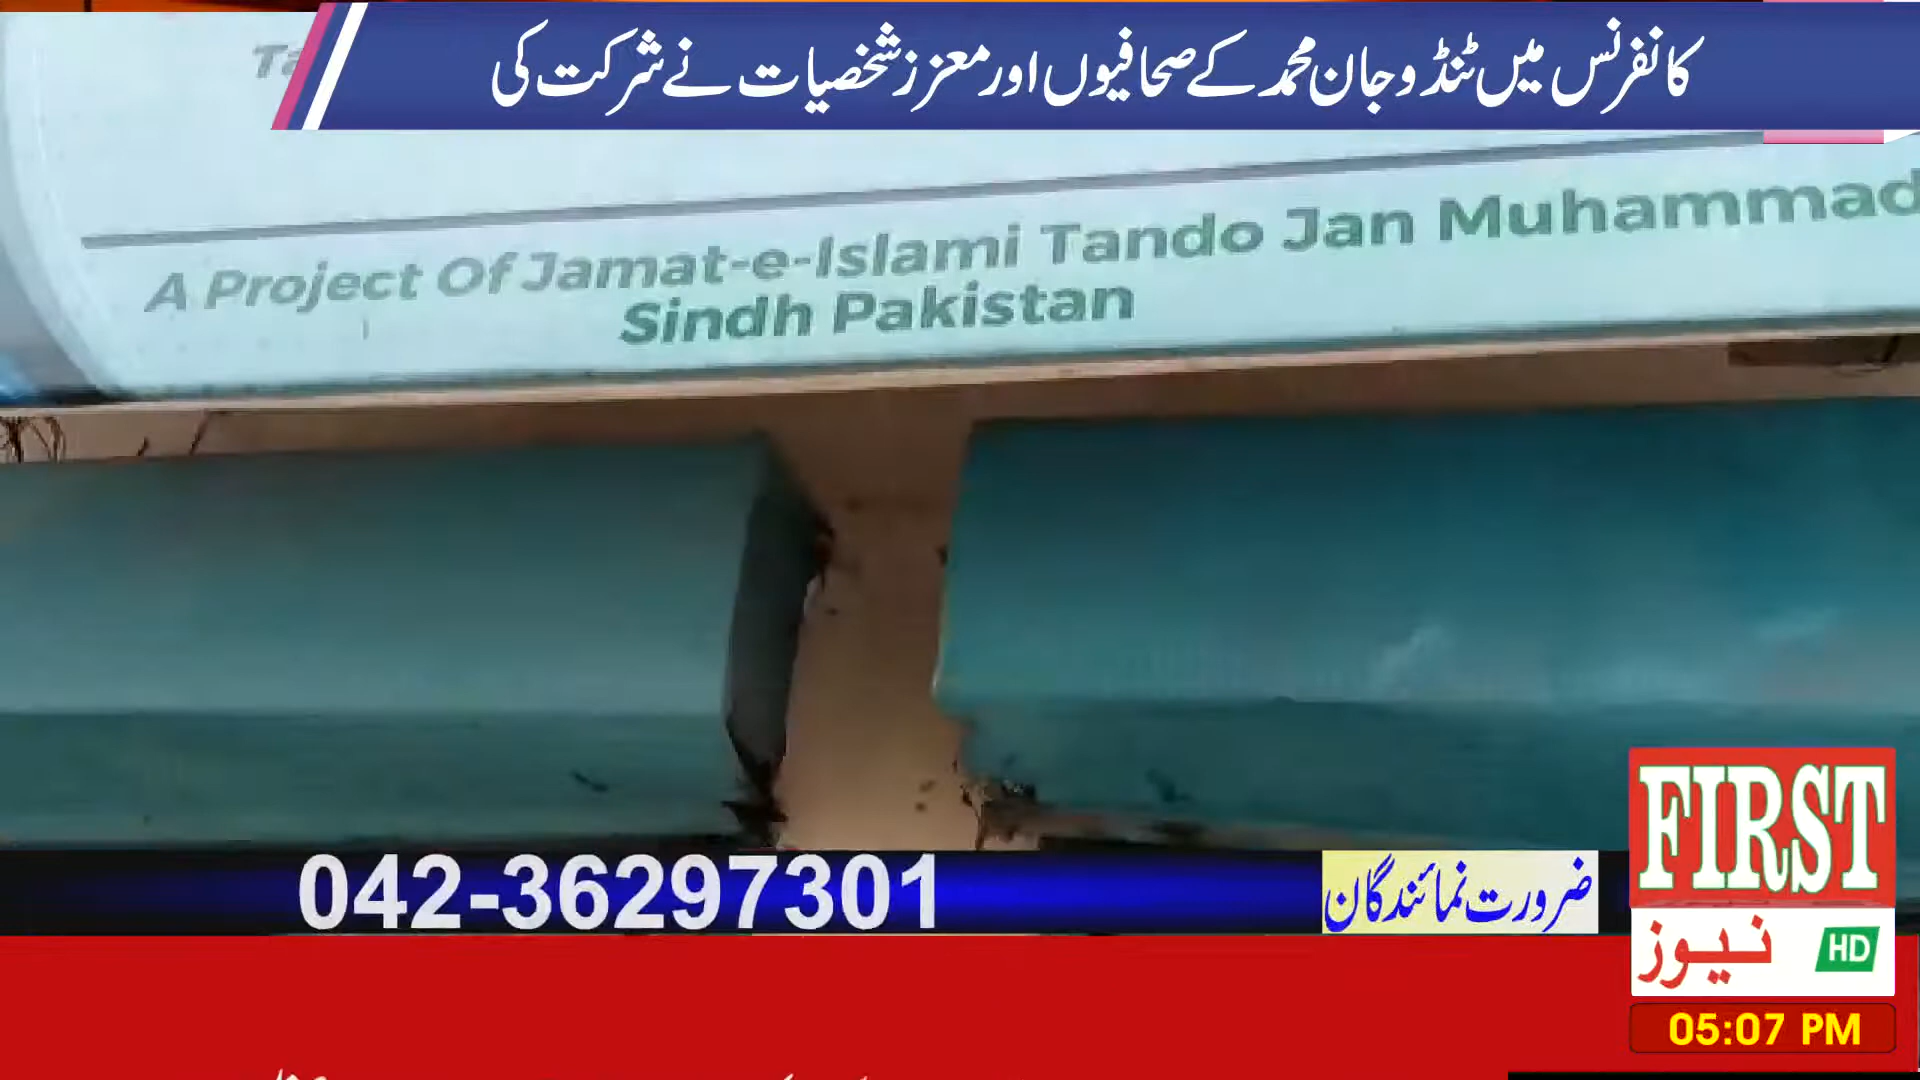 کانفرنس میں ٹنڈو جان محمد کے صحافیوں اور معزز شخصیات نے شرکت کی
A Project Of Jamat-e-Islami Tando Jan Muhammad
Sindh Pakistan
042-36297301
ضرورت نمائندگان
FIRST
نیوز
HD
05:07 PM